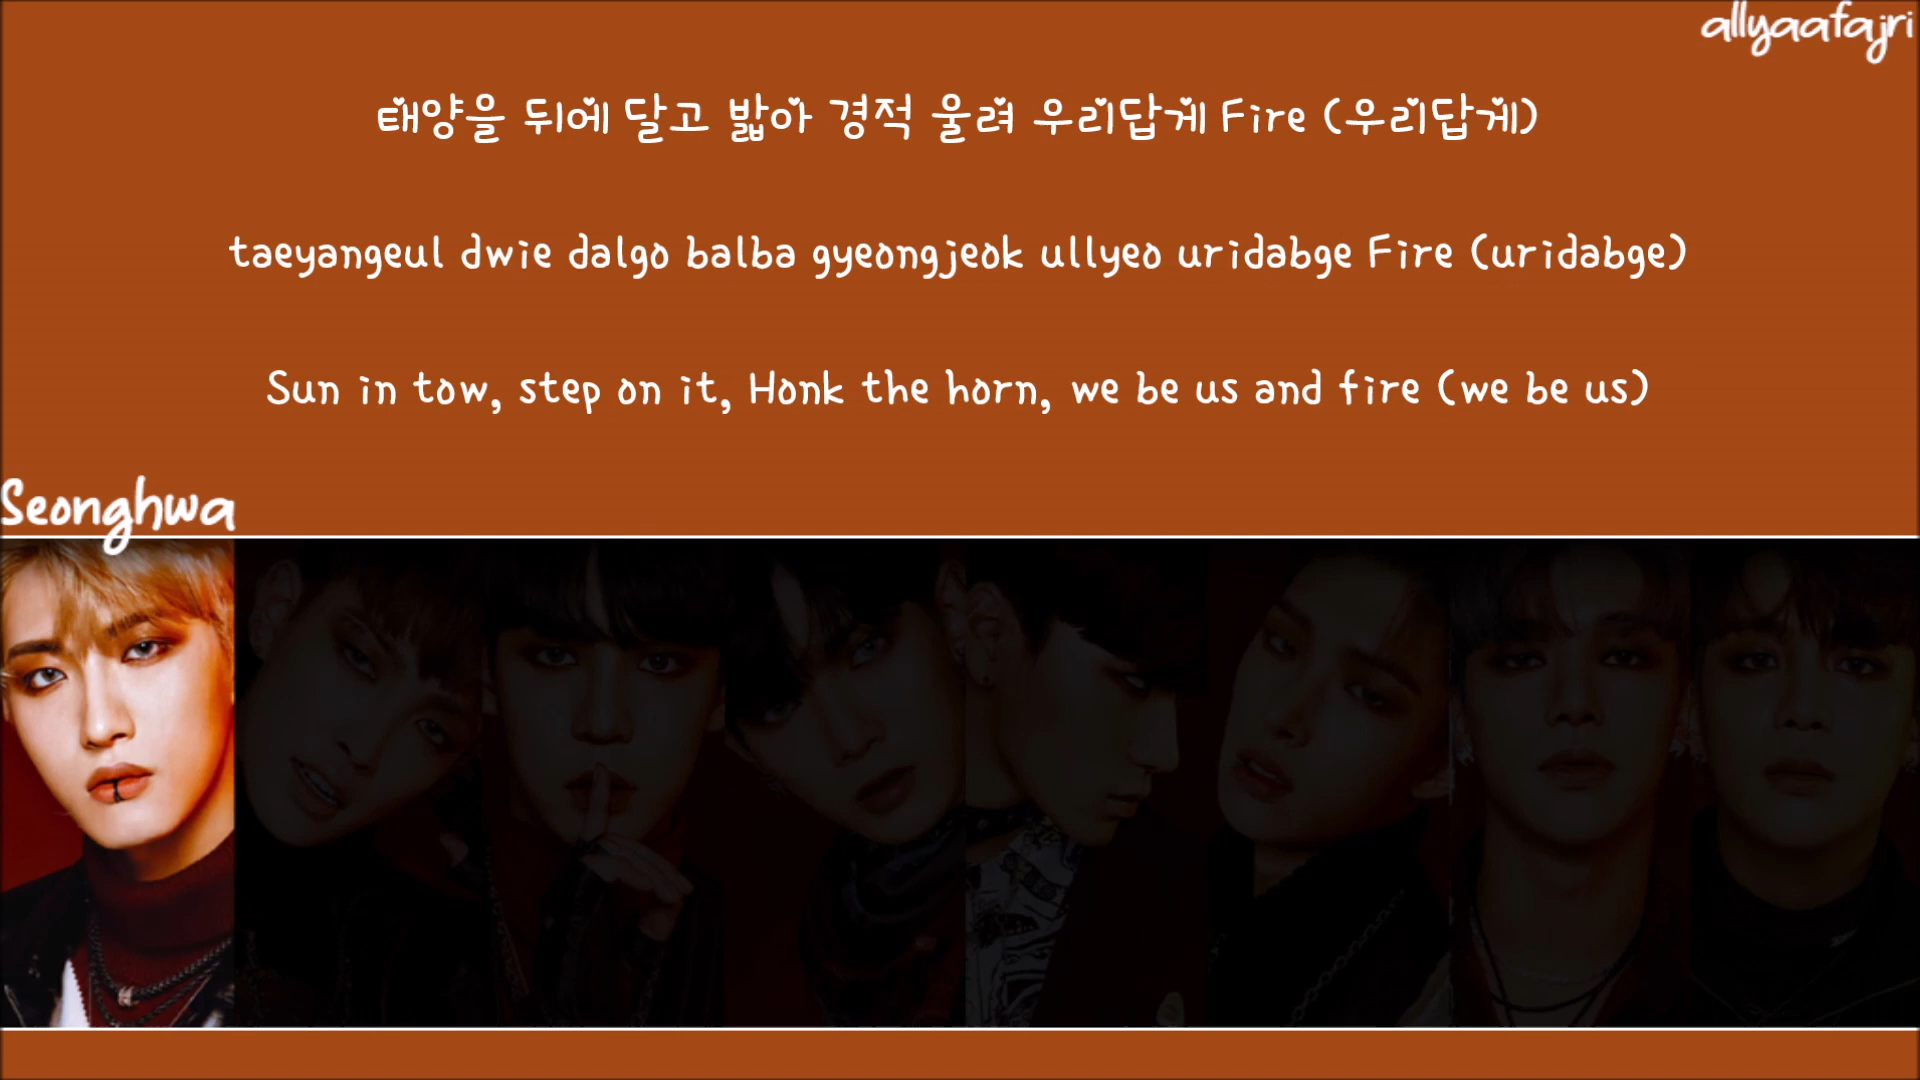 allyaafajri
태양을 뒤에 달고 밟아 경적 울려 우리답게 Fire (우리답게)
taeyangeul dwie dalgo balba gyeongjeok ullyeo uridabge Fire (uridabge)
Sun in tow, step on it, Honk the horn, we be us and fire (we be us)
Seonghwa